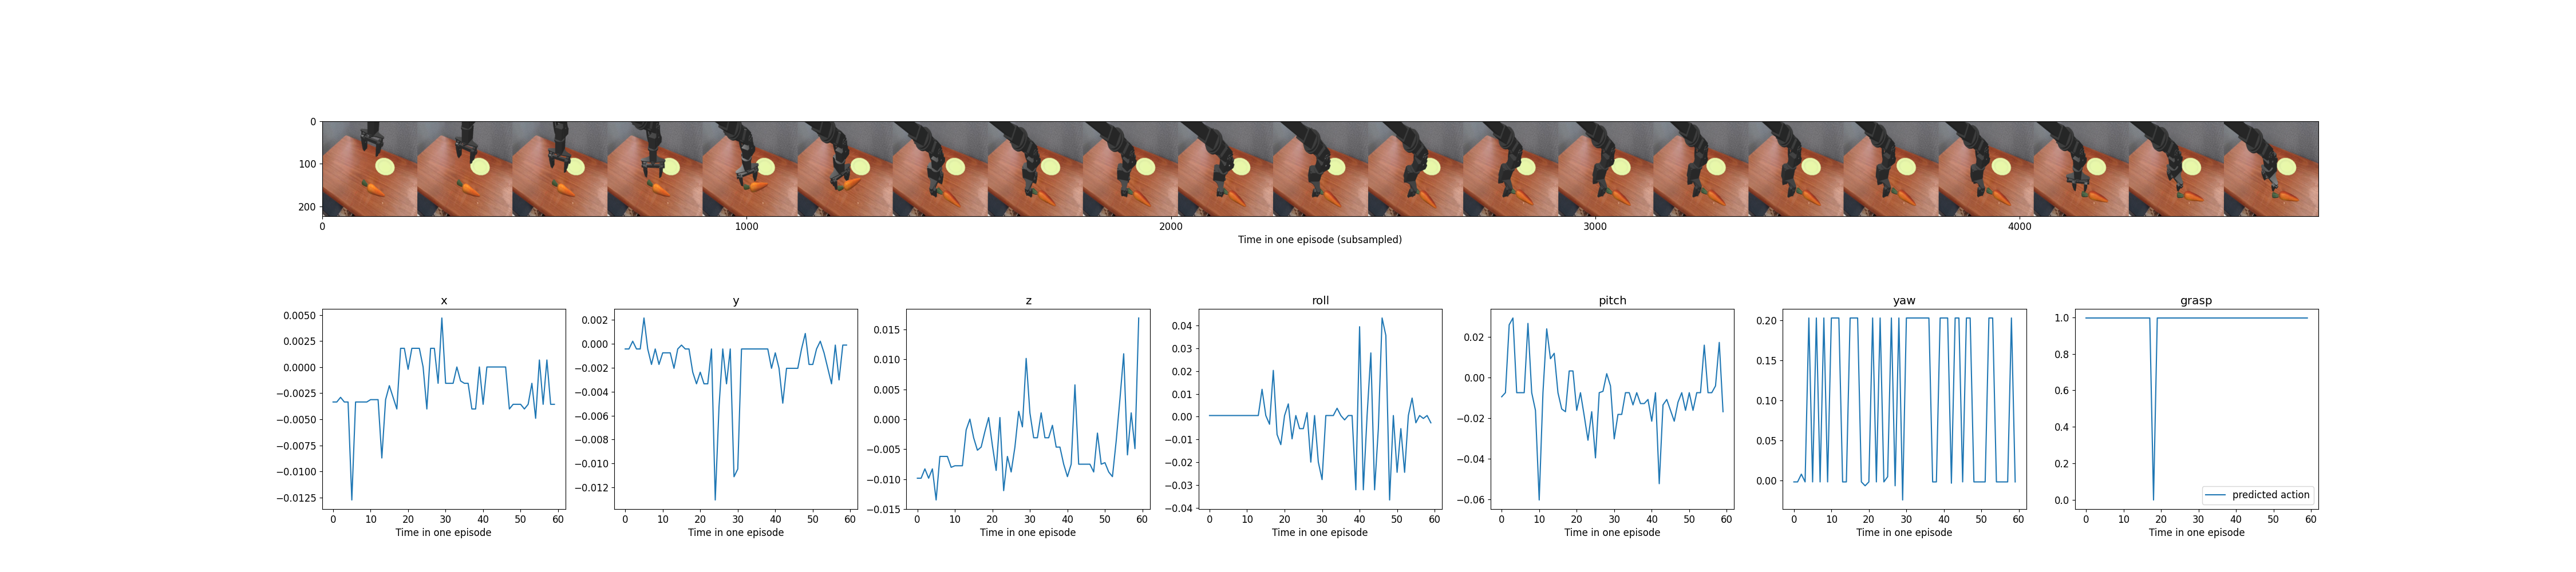 0
100
200
0 1000 2000 3000 4000
Time in one episode (subsampled)
x y z roll pitch yaw grasp
0.0050
0.0025
0.0000
−0.0025
−0.0050
−0.0075
−0.0100
−0.0125
0 10 20 30 40 50 60
Time in one episode
0.002
0.000
−0.002
−0.004
−0.006
−0.008
−0.010
−0.012
0 10 20 30 40 50 60
Time in one episode
0.015
0.010
0.005
0.000
−0.005
−0.010
−0.015
0 10 20 30 40 50 60
Time in one episode
0.04
0.03
0.02
0.01
0.00
−0.01
−0.02
−0.03
−0.04
0 10 20 30 40 50 60
Time in one episode
0.02
0.00
−0.02
−0.04
−0.06
0 10 20 30 40 50 60
Time in one episode
0.20
0.15
0.10
0.05
0.00
0 10 20 30 40 50 60
Time in one episode
1.0
0.8
0.6
0.4
0.2
0.0
predicted action
0 10 20 30 40 50 60
Time in one episode